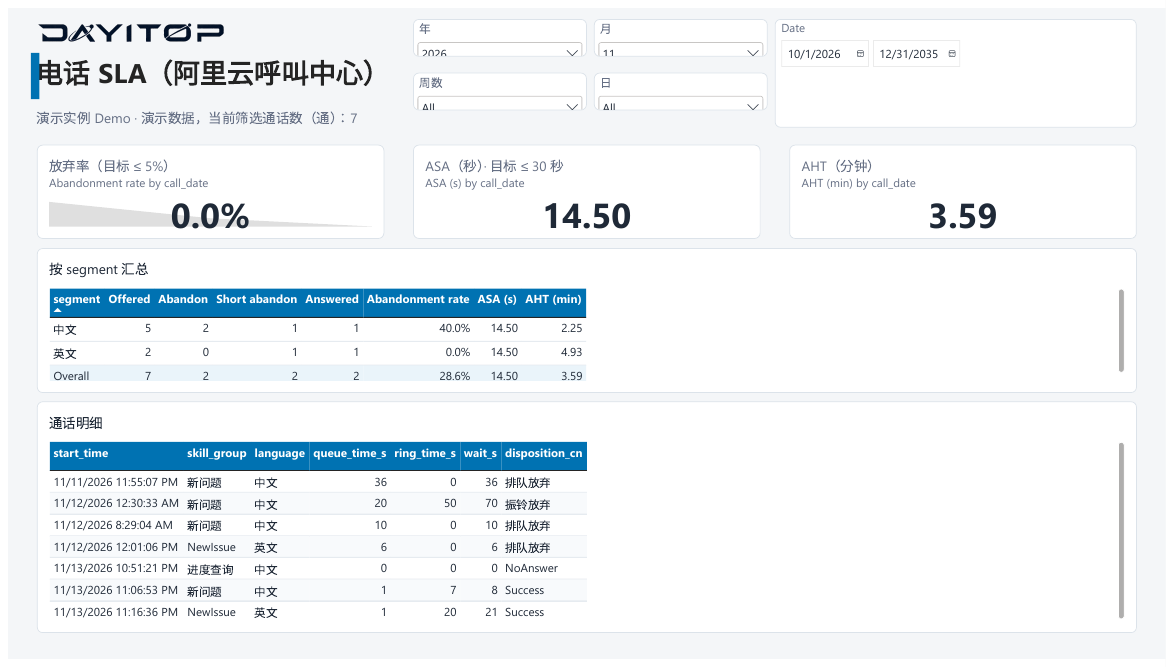 DAYITOP
电话 SLA（阿里云呼叫中心）
演示实例 Demo · 演示数据，当前筛选通话数（通）：7
年
2026
月
11
周数
All
日
All
Date
10/1/2026 12/31/2035
放弃率（目标 ≤ 5%）
Abandonment rate by call_date
0.0%
ASA（秒）· 目标 ≤ 30 秒
ASA (s) by call_date
14.50
AHT（分钟）
AHT (min) by call_date
3.59
按 segment 汇总
segment Offered Abandon Short abandon Answered Abandonment rate ASA (s) AHT (min)
中文 5 2 1 1 40.0% 14.50 2.25
英文 2 0 1 1 0.0% 14.50 4.93
Overall 7 2 2 2 28.6% 14.50 3.59
通话明细
start_time skill_group language queue_time_s ring_time_s wait_s disposition_cn
11/11/2026 11:55:07 PM 新问题 中文 36 0 36 排队放弃
11/12/2026 12:30:33 AM 新问题 中文 20 50 70 振铃放弃
11/12/2026 8:29:04 AM 新问题 中文 10 0 10 排队放弃
11/12/2026 12:01:06 PM NewIssue 英文 6 0 6 排队放弃
11/13/2026 10:51:21 PM 进度查询 中文 0 0 0 NoAnswer
11/13/2026 11:06:53 PM 新问题 中文 1 7 8 Success
11/13/2026 11:16:36 PM NewIssue 英文 1 20 21 Success